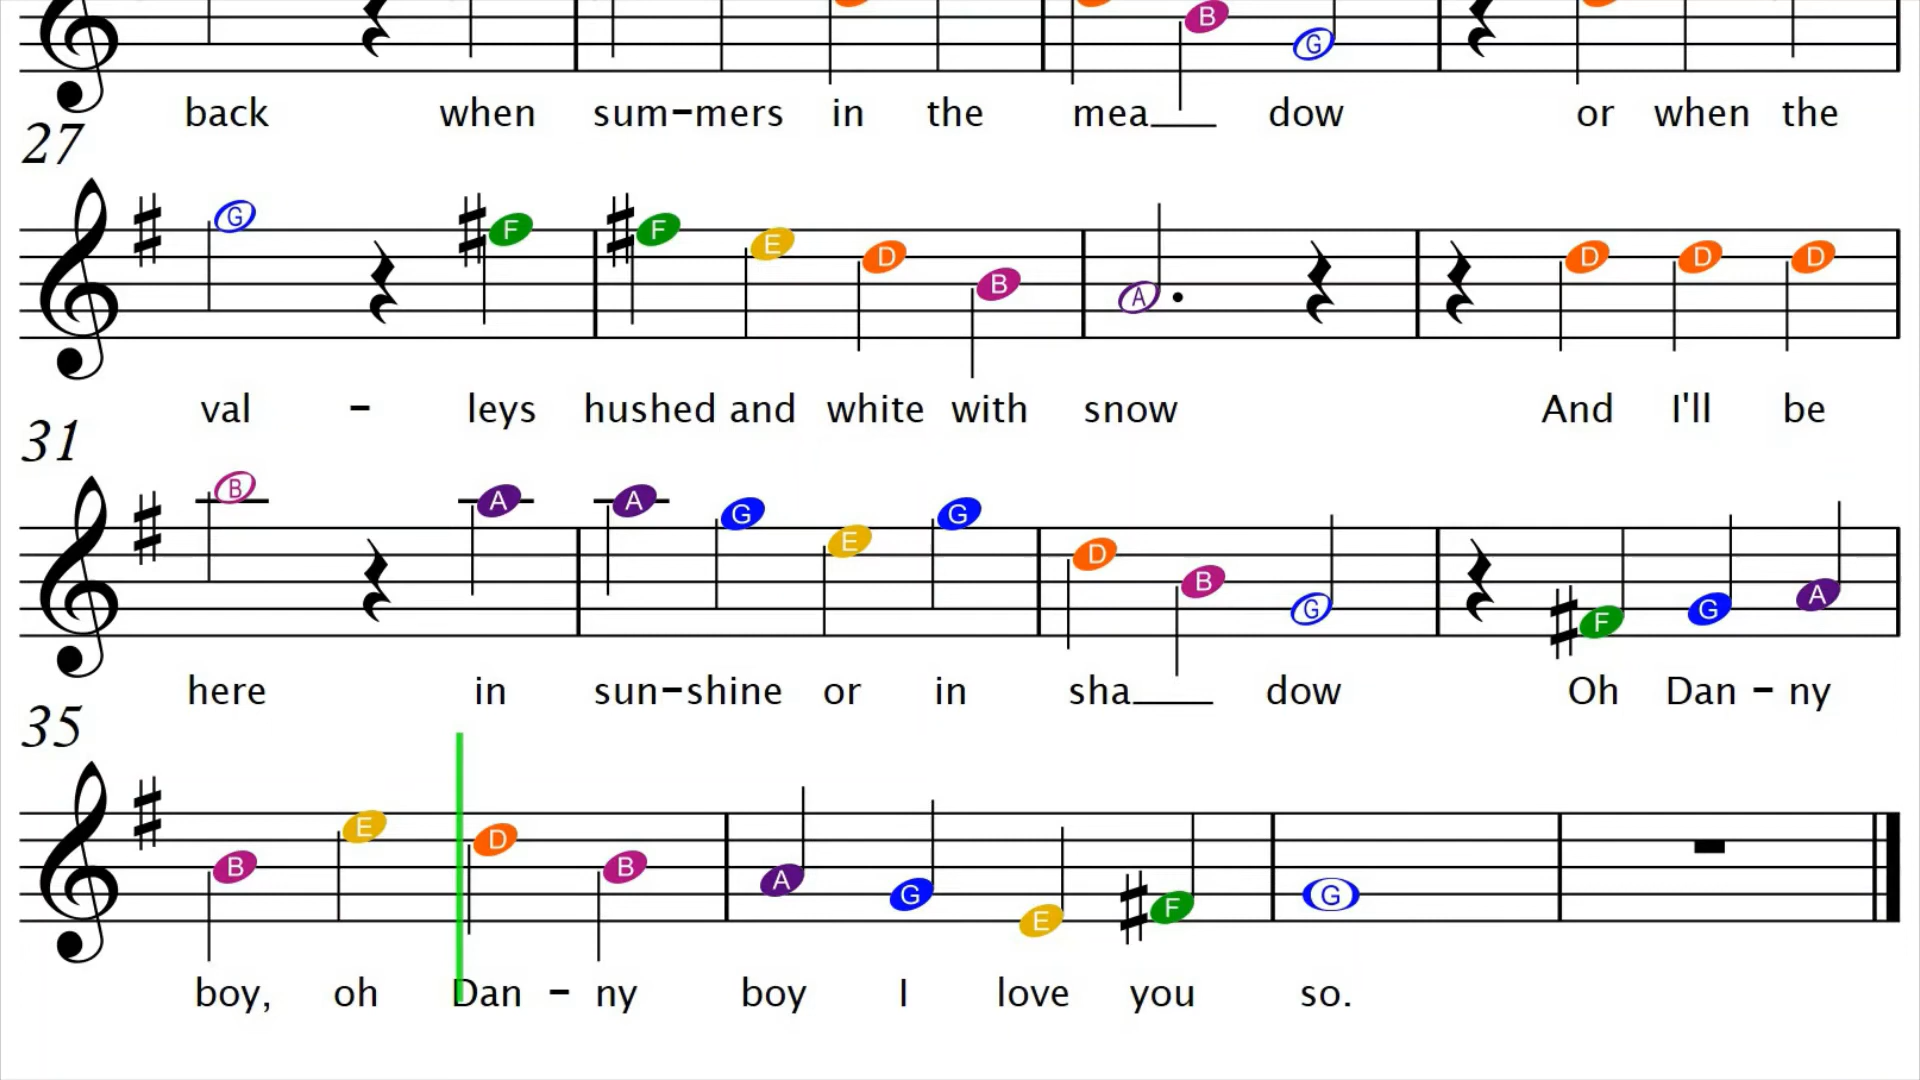 B G
back when sum-mers in the mea__ dow or when the
27
G F F E D B A D D D
val - leys hushed and white with snow And I'll be
31
B A A G E G D B G F G A
here in sun-shine or in sha__ dow Oh Dan - ny
35
B E D B A G E F G
boy, oh Dan - ny boy I love you so.